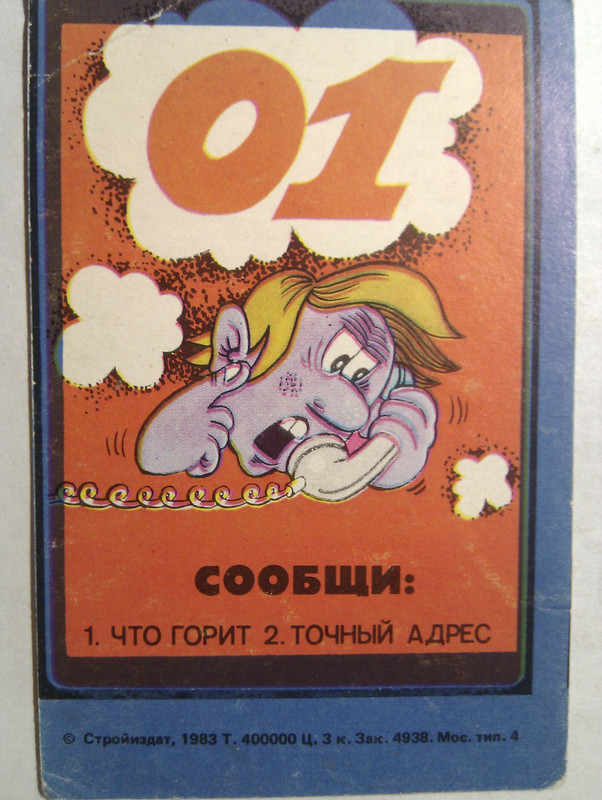 01
СООБЩИ:
1. ЧТО ГОРИТ 2. ТОЧНЫЙ АДРЕС
© Стройиздат, 1983 Т. 400000 Ц. 3 к. Зак. 4938. Мос. тип. 4